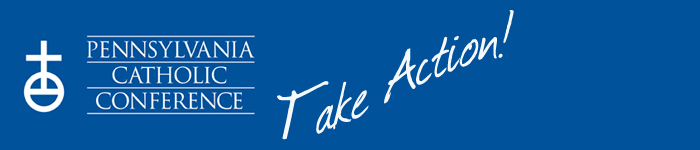 PENNSYLVANIA
CATHOLIC
CONFERENCE
Take Action!